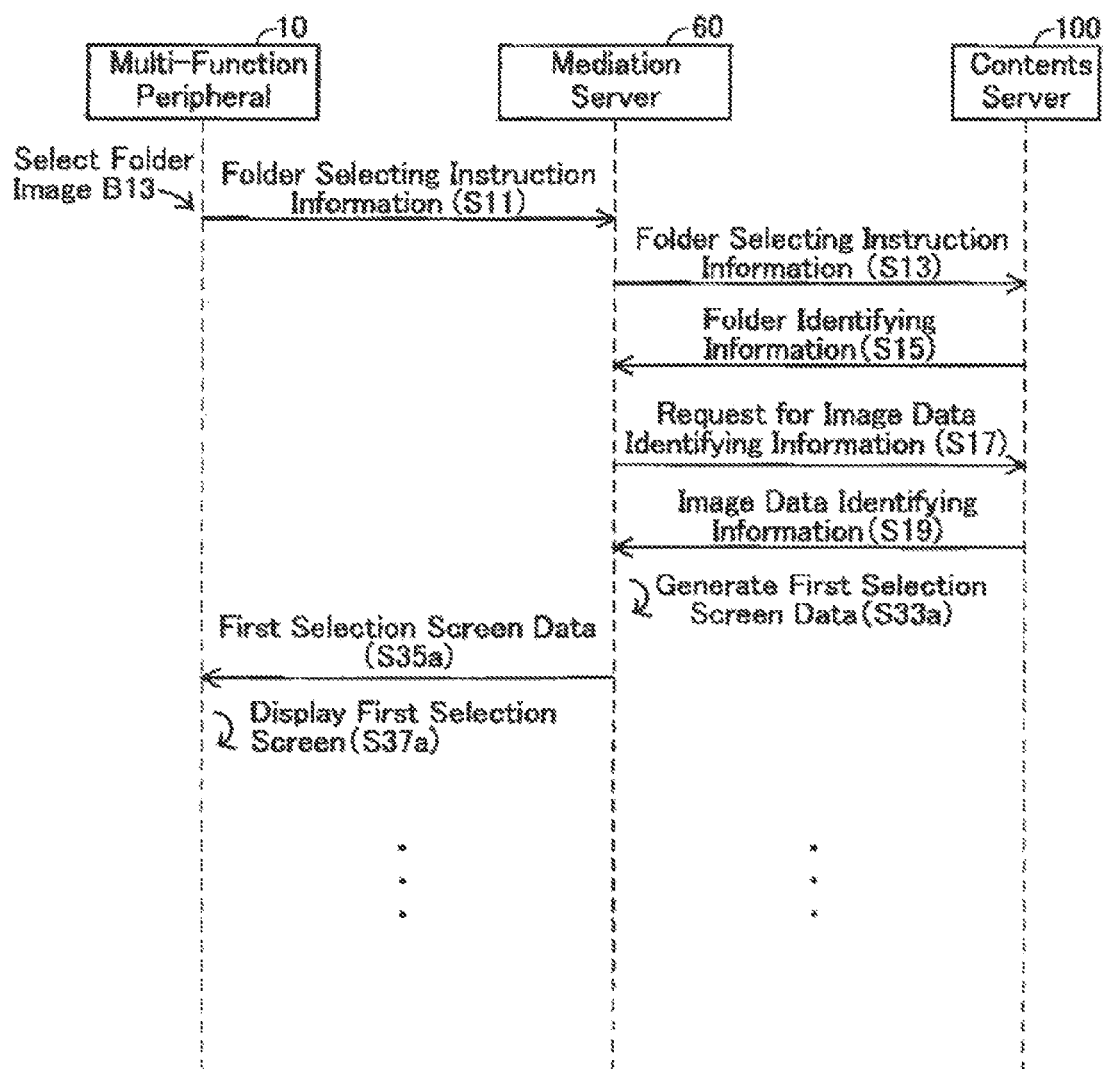 10
60
100
Multi-Function
Peripheral
Mediation
Server
Contents
Server
Select Folder
Image B13
Folder Selecting Instruction
Information (S11)
Folder Selecting Instruction
Information (S13)
Folder Identifying
Information(S15)
Request for Image Data
Identifying Information (S17)
Image Data Identifying
Information(S19)
Generate First Selection
Screen Data(S33a)
First Selection Screen Data
(S35a)
Display First Selection
Screen(S37a)